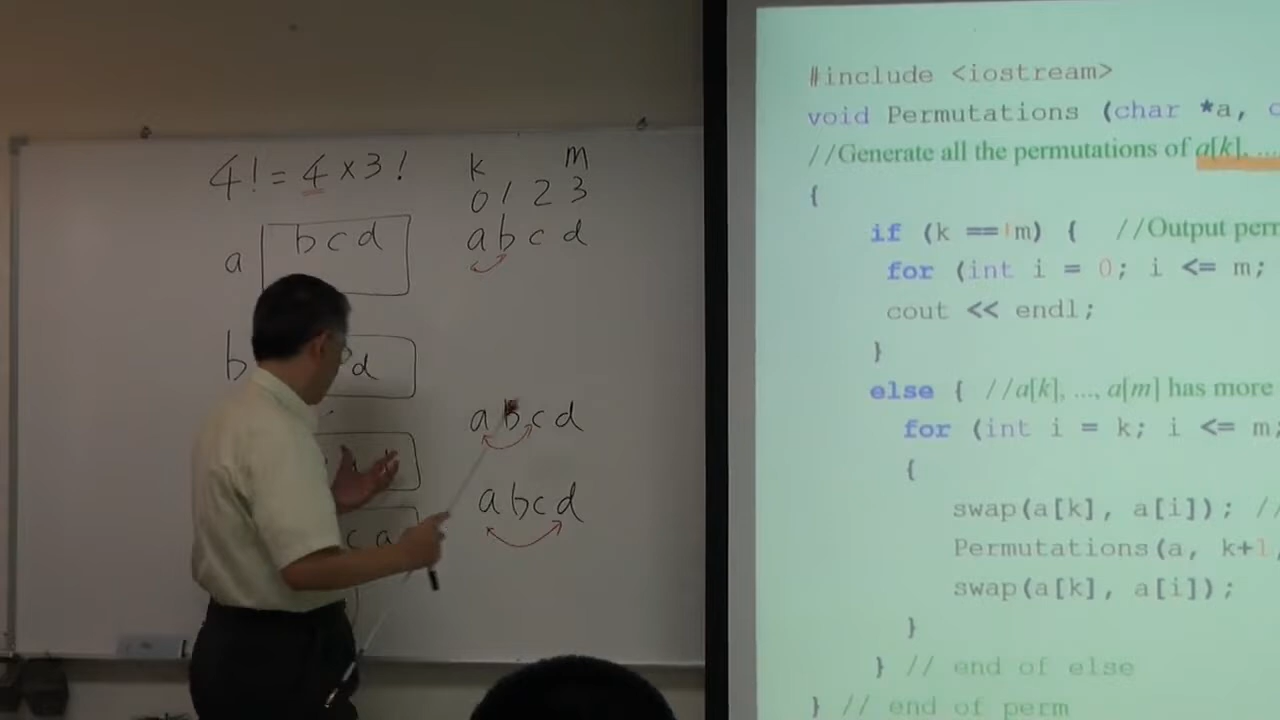 4! = 4 × 3!
k m
0 1 2 3
a b c d
a b c d
b d
a b c d
c a
a b c d
#include <iostream>
void Permutations (char *a, c
//Generate all the permutations of a[k], ...
{
if (k == m) { //Output perm
for (int i = 0; i <= m;
cout << endl;
}
else { //a[k], ..., a[m] has more
for (int i = k; i <= m;
{
swap(a[k], a[i]); //
Permutations(a, k+1,
swap(a[k], a[i]);
}
} // end of else
} // end of perm